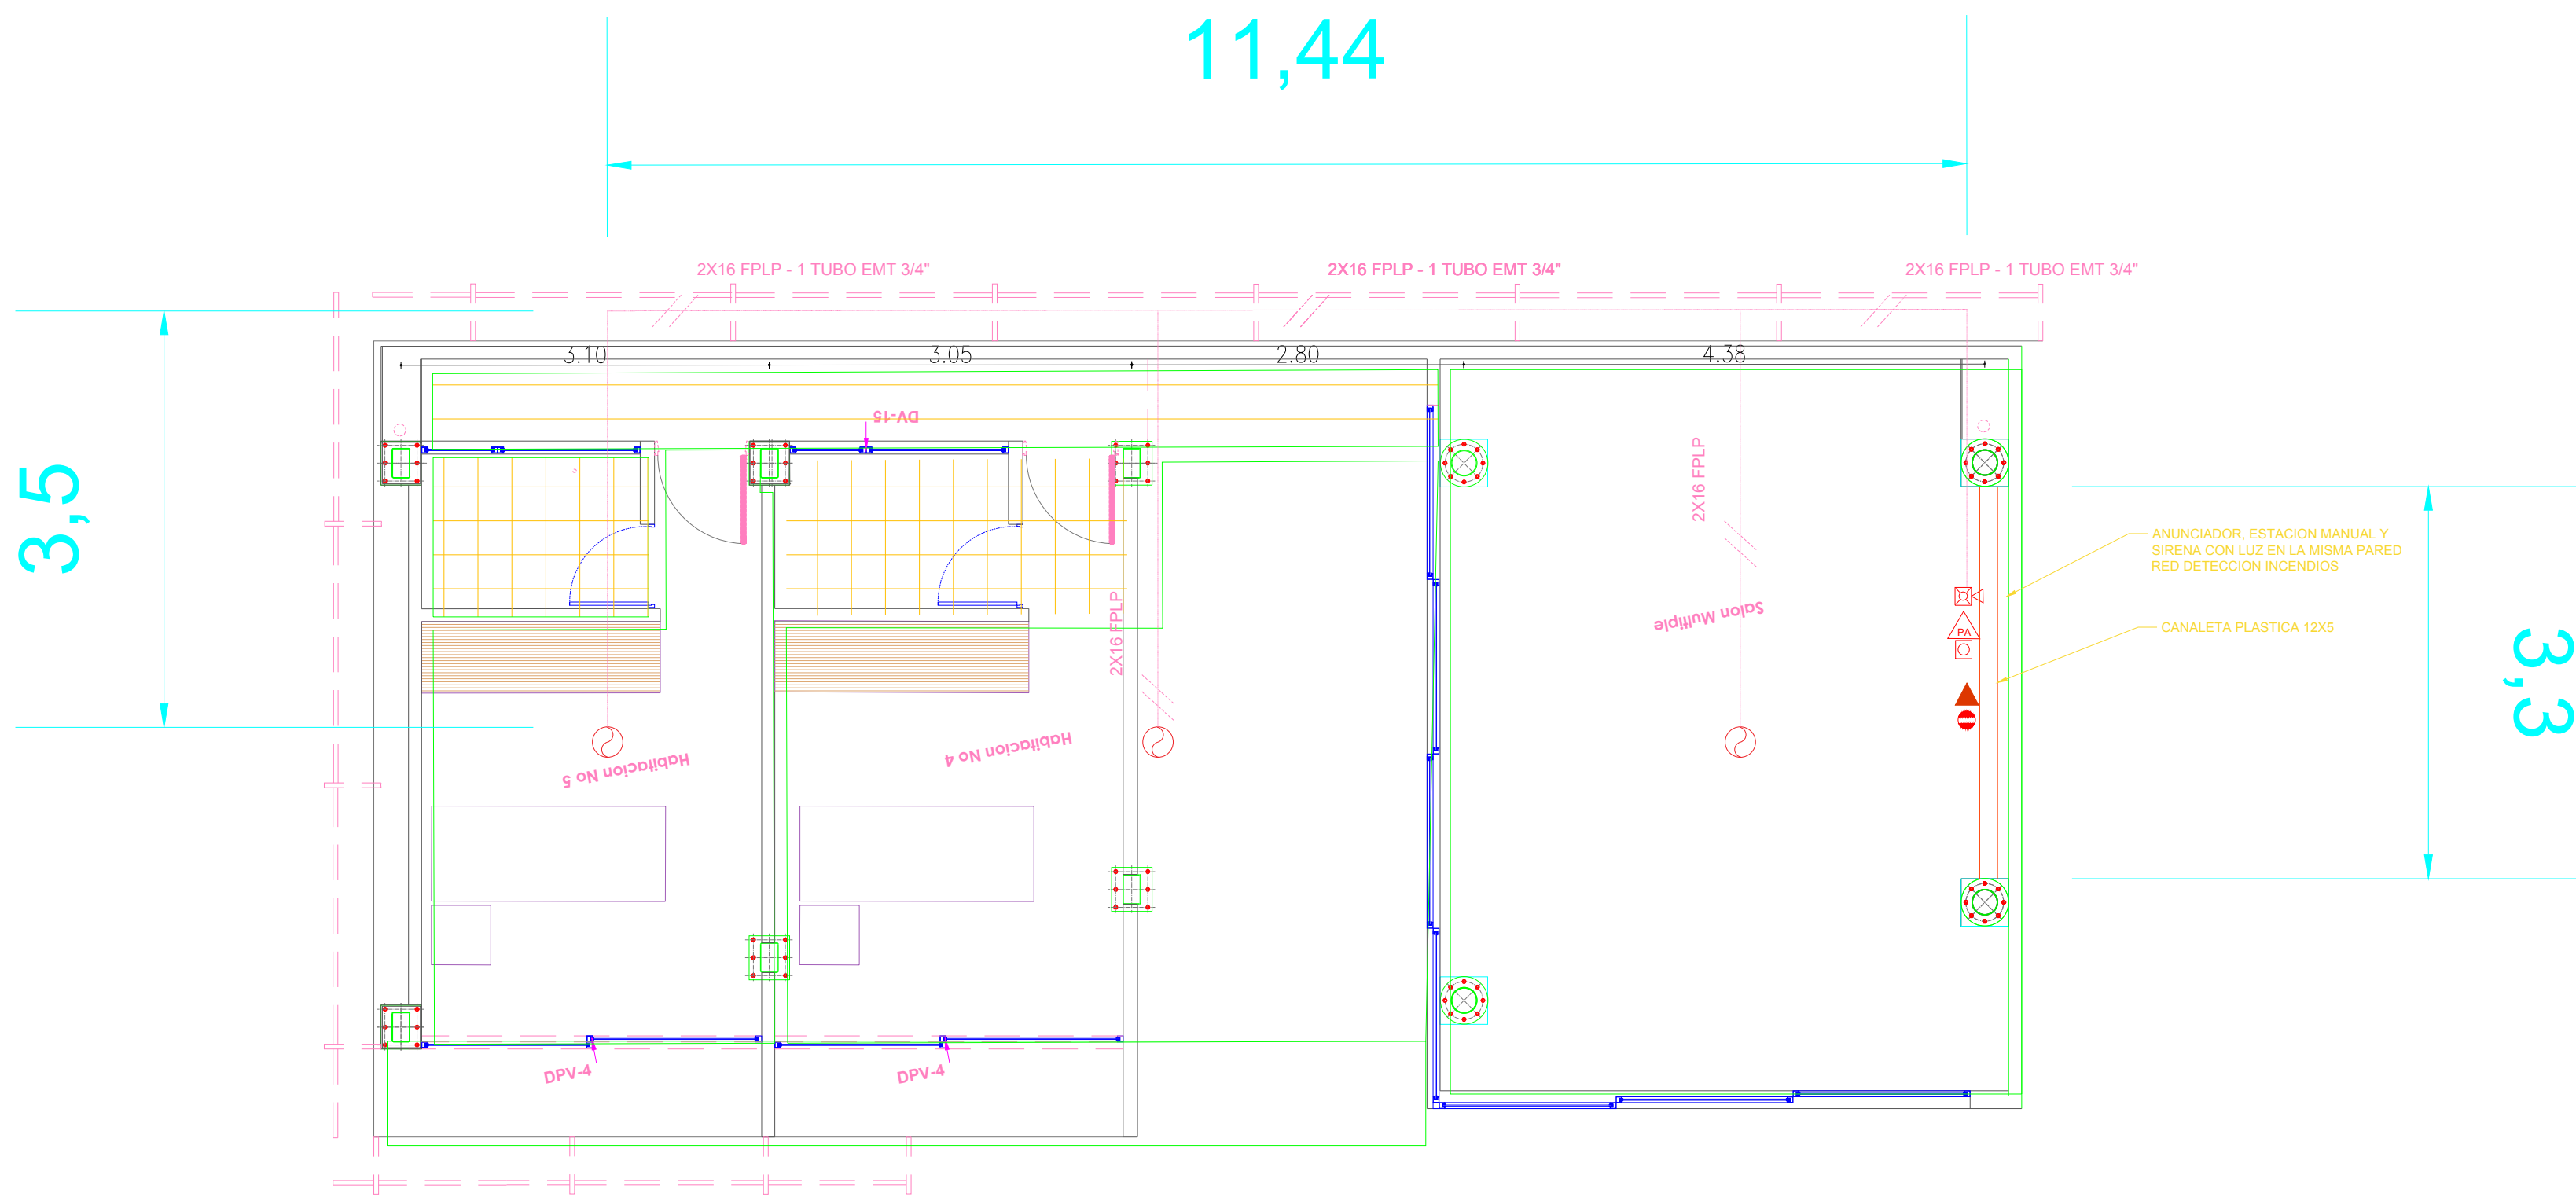 11,44
2X16 FPLP - 1 TUBO EMT 3/4"
2X16 FPLP - 1 TUBO EMT 3/4"
2X16 FPLP - 1 TUBO EMT 3/4"
3.10
3.05
2.80
4.38
3,5
DV-15
2X16 FPLP
2X16 FPLP
ANUNCIADOR, ESTACION MANUAL Y
SIRENA CON LUZ EN LA MISMA PARED
RED DETECCION INCENDIOS
CANALETA PLASTICA 12X5
PA
Salon Multiple
3,3
Habitacion No 5
Habitacion No 4
DPV-4
DPV-4